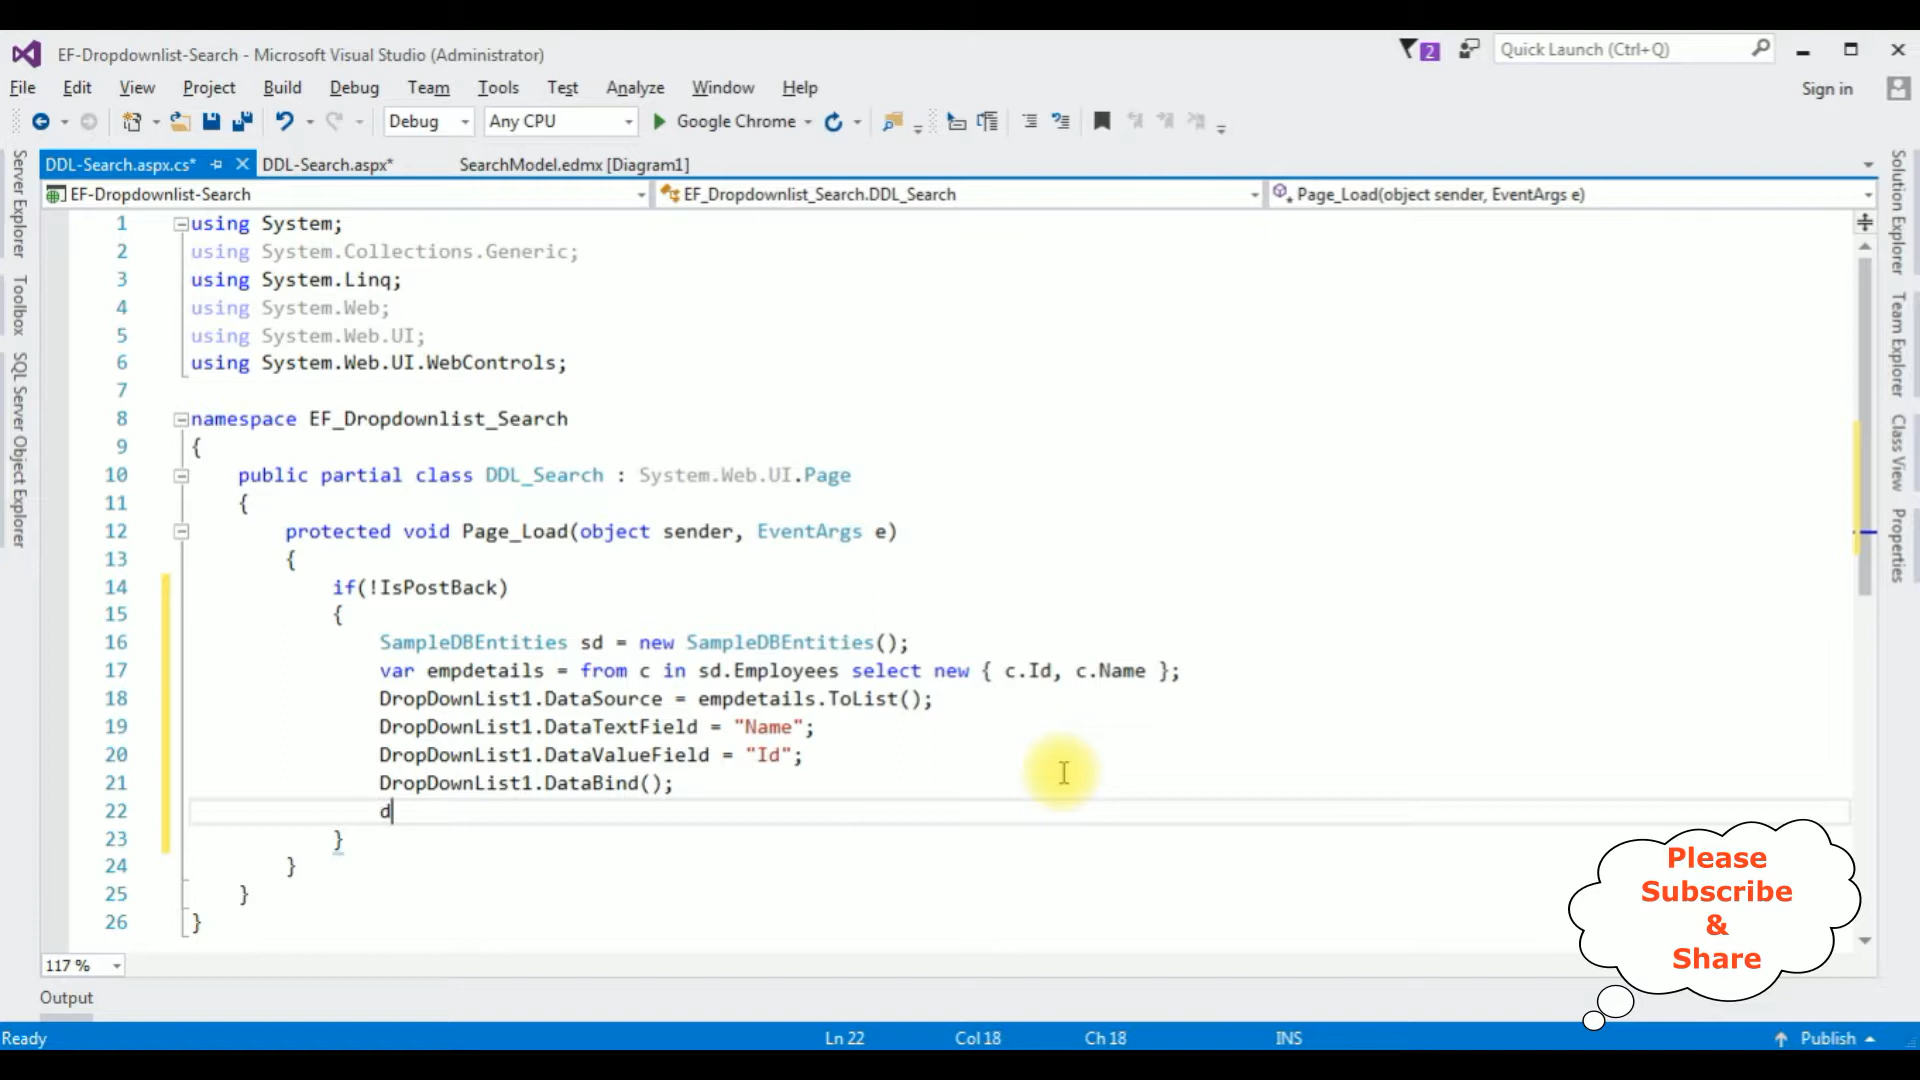 EF-Dropdownlist-Search - Microsoft Visual Studio (Administrator)
2
Quick Launch (Ctrl+Q)
File Edit View Project Build Debug Team Tools Test Analyze Window Help
Sign in
Debug
Any CPU
Google Chrome
DDL-Search.aspx.cs*
DDL-Search.aspx*
SearchModel.edmx [Diagram1]
EF-Dropdownlist-Search
EF_Dropdownlist_Search.DDL_Search
Page_Load(object sender, EventArgs e)
Server Explorer
Toolbox
SQL Server Object Explorer
1 using System;
2 using System.Collections.Generic;
3 using System.Linq;
4 using System.Web;
5 using System.Web.UI;
6 using System.Web.UI.WebControls;
7
8 namespace EF_Dropdownlist_Search
9 {
10 public partial class DDL_Search : System.Web.UI.Page
11 {
12 protected void Page_Load(object sender, EventArgs e)
13 {
14 if(!IsPostBack)
15 {
16 SampleDBEntities sd = new SampleDBEntities();
17 var empdetails = from c in sd.Employees select new { c.Id, c.Name };
18 DropDownList1.DataSource = empdetails.ToList();
19 DropDownList1.DataTextField = "Name";
20 DropDownList1.DataValueField = "Id";
21 DropDownList1.DataBind();
22 d
23 }
24 }
25 }
26 }
Solution Explorer
Team Explorer
Class View
Properties
Please
Subscribe
&
Share
117 %
Output
Ready
Ln 22
Col 18
Ch 18
INS
Publish